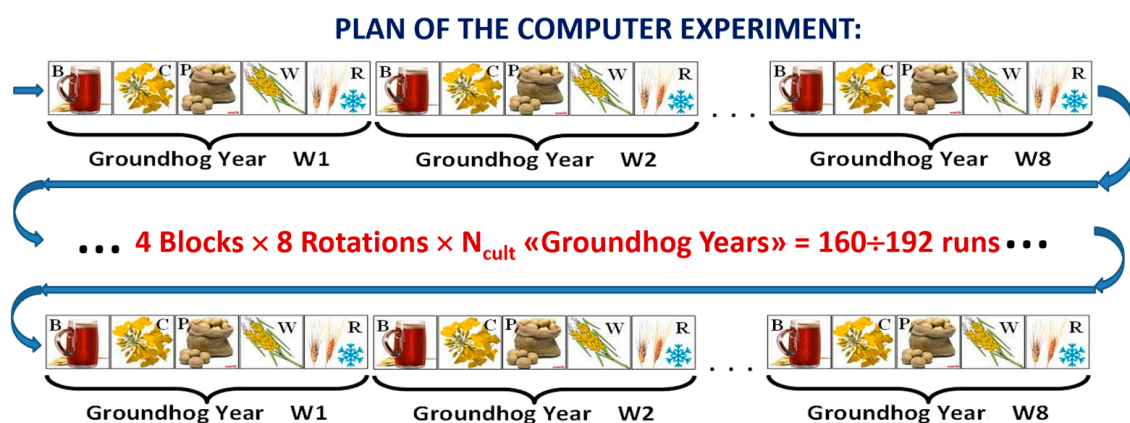 PLAN OF THE COMPUTER EXPERIMENT:
B C P W R B C P W R B C P W R
. . .
Groundhog Year W1 Groundhog Year W2 Groundhog Year W8
... 4 Blocks × 8 Rotations × N_cult «Groundhog Years» = 160÷192 runs ...
B C P W R B C P W R B C P W R
. . .
Groundhog Year W1 Groundhog Year W2 Groundhog Year W8